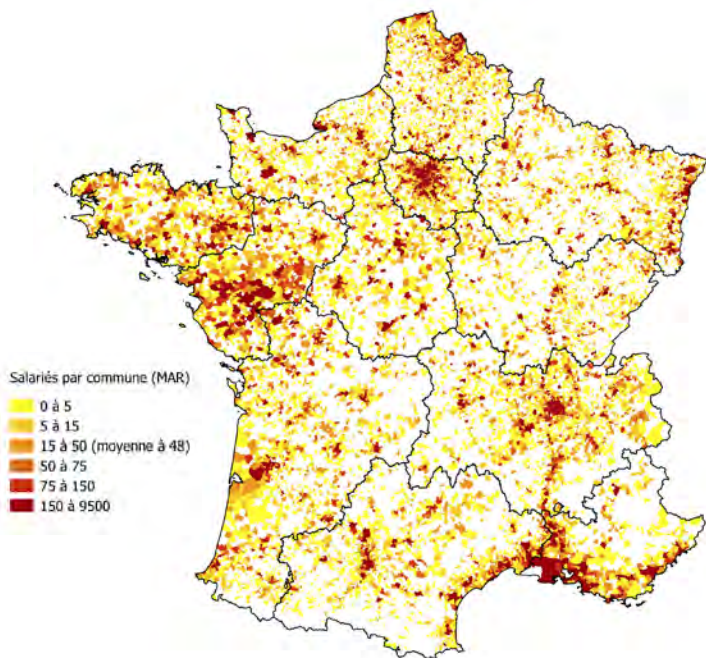 Salariés par commune (MAR)
0 à 5
5 à 15
15 à 50 (moyenne à 48)
50 à 75
75 à 150
150 à 9500